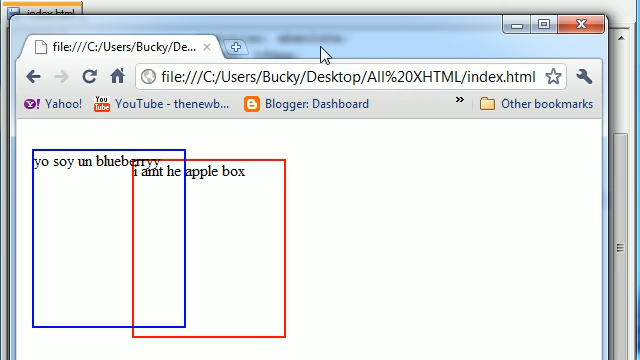 index.html
file:///C:/Users/Bucky/De...
file:///C:/Users/Bucky/Desktop/All%20XHTML/index.html
Yahoo! YouTube - thenewb... Blogger: Dashboard » Other bookmarks
yo soy un blueberryy
i amt he apple box